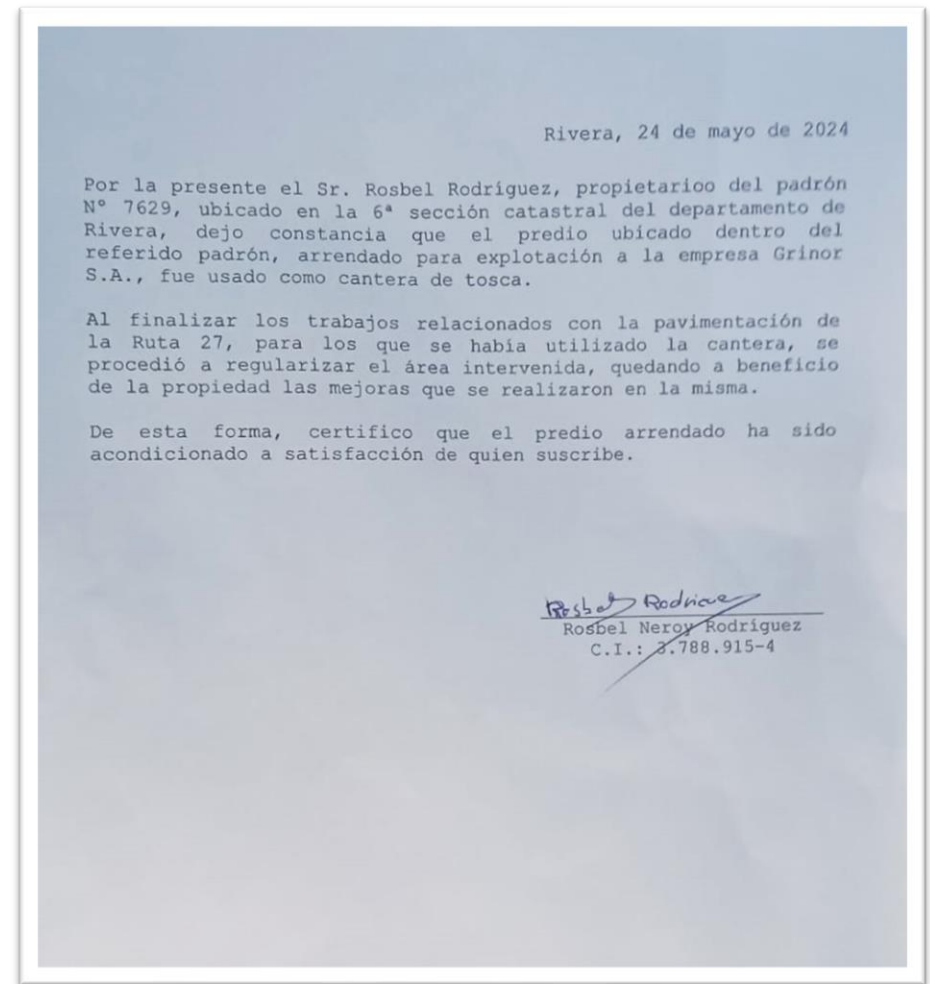 Rivera, 24 de mayo de 2024
Por la presente el Sr. Rosbel Rodríguez, propietarioo del padrón
N° 7629, ubicado en la 6ª sección catastral del departamento de
Rivera, dejo constancia que el predio ubicado dentro del
referido padrón, arrendado para explotación a la empresa Grinor
S.A., fue usado como cantera de tosca.
Al finalizar los trabajos relacionados con la pavimentación de
la Ruta 27, para los que se había utilizado la cantera, se
procedió a regularizar el área intervenida, quedando a beneficio
de la propiedad las mejoras que se realizaron en la misma.
De esta forma, certifico que el predio arrendado ha sido
acondicionado a satisfacción de quien suscribe.
Rosbel Rodriguez
Rosbel Neroy Rodríguez
C.I.: 3.788.915-4